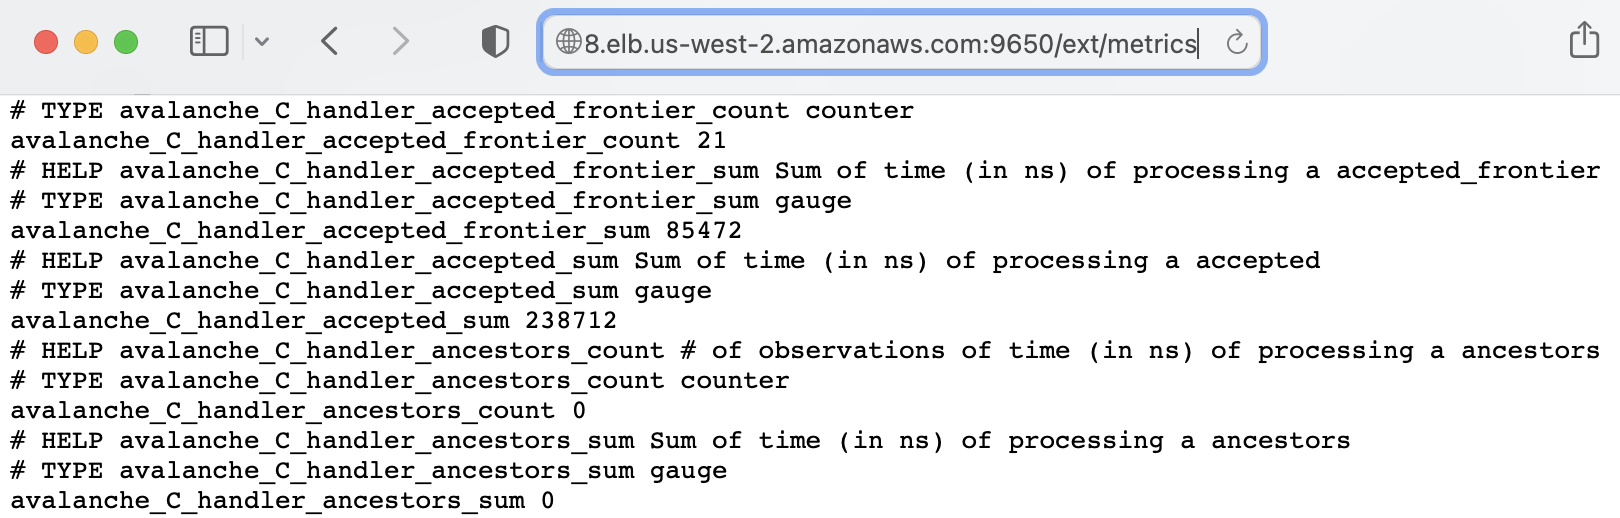 8.elb.us-west-2.amazonaws.com:9650/ext/metrics
# TYPE avalanche_C_handler_accepted_frontier_count counter
avalanche_C_handler_accepted_frontier_count 21
# HELP avalanche_C_handler_accepted_frontier_sum Sum of time (in ns) of processing a accepted_frontier
# TYPE avalanche_C_handler_accepted_frontier_sum gauge
avalanche_C_handler_accepted_frontier_sum 85472
# HELP avalanche_C_handler_accepted_sum Sum of time (in ns) of processing a accepted
# TYPE avalanche_C_handler_accepted_sum gauge
avalanche_C_handler_accepted_sum 238712
# HELP avalanche_C_handler_ancestors_count # of observations of time (in ns) of processing a ancestors
# TYPE avalanche_C_handler_ancestors_count counter
avalanche_C_handler_ancestors_count 0
# HELP avalanche_C_handler_ancestors_sum Sum of time (in ns) of processing a ancestors
# TYPE avalanche_C_handler_ancestors_sum gauge
avalanche_C_handler_ancestors_sum 0